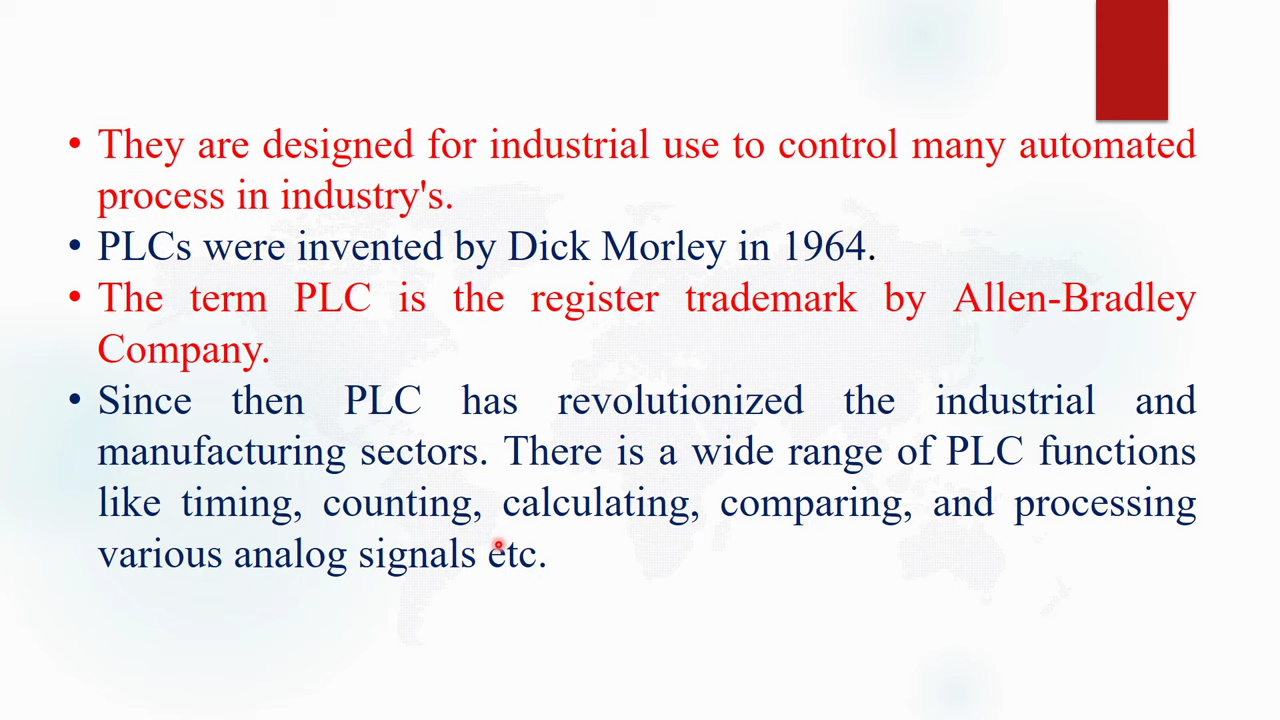 • They are designed for industrial use to control many automated
process in industry's.
• PLCs were invented by Dick Morley in 1964.
• The term PLC is the register trademark by Allen-Bradley
Company.
• Since then PLC has revolutionized the industrial and
manufacturing sectors. There is a wide range of PLC functions
like timing, counting, calculating, comparing, and processing
various analog signals etc.